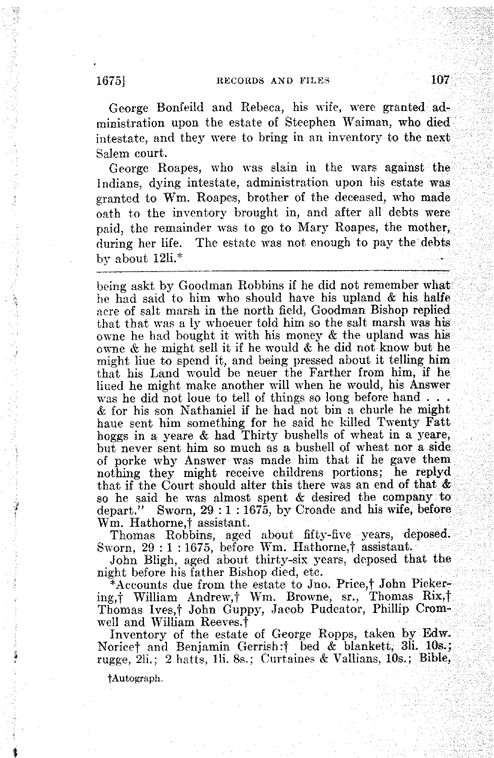 1675] RECORDS AND FILES 107
George Bonfeild and Rebeca, his wife, were granted ad-
ministration upon the estate of Steephen Waiman, who died
intestate, and they were to bring in an inventory to the next
Salem court.
George Roapes, who was slain in the wars against the
Indians, dying intestate, administration upon his estate was
granted to Wm. Roapes, brother of the deceased, who made
oath to the inventory brought in, and after all debts were
paid, the remainder was to go to Mary Roapes, the mother,
during her life. The estate was not enough to pay the debts
by about 12li.*
being askt by Goodman Robbins if he did not remember what
he had said to him who should have his upland & his halfe
acre of salt marsh in the north field, Goodman Bishop replied
that that was a ly whoeuer told him so the salt marsh was his
owne he had bought it with his money & the upland was his
owne & he might sell it if he would & he did not know but he
might liue to spend it, and being pressed about it telling him
that his Land would be neuer the Farther from him, if he
liued he might make another will when he would, his Answer
was he did not loue to tell of things so long before hand . . .
& for his son Nathaniel if he had not bin a churle he might
haue sent him something for he said he killed Twenty Fatt
hoggs in a yeare & had Thirty bushells of wheat in a yeare,
but never sent him so much as a bushell of wheat nor a side
of porke why Answer was made him that if he gave them
nothing they might receive childrens portions; he replyd
that if the Court should alter this there was an end of that &
so he said he was almost spent & desired the company to
depart." Sworn, 29 : 1 : 1675, by Croade and his wife, before
Wm. Hathorne,† assistant.
Thomas Robbins, aged about fifty-five years, deposed.
Sworn, 29 : 1 : 1675, before Wm. Hathorne,† assistant.
John Bligh, aged about thirty-six years, deposed that the
night before his father Bishop died, etc.
*Accounts due from the estate to Jno. Price,† John Picker-
ing,† William Andrew,† Wm. Browne, sr., Thomas Rix,†
Thomas Ives,† John Guppy, Jacob Pudeator, Phillip Crom-
well and William Reeves.†
Inventory of the estate of George Ropps, taken by Edw.
Norice† and Benjamin Gerrish:† bed & blankett, 3li. 10s.;
rugge, 2li.; 2 hatts, 1li. 8s.; Curtaines & Vallians, 10s.; Bible,
†Autograph.